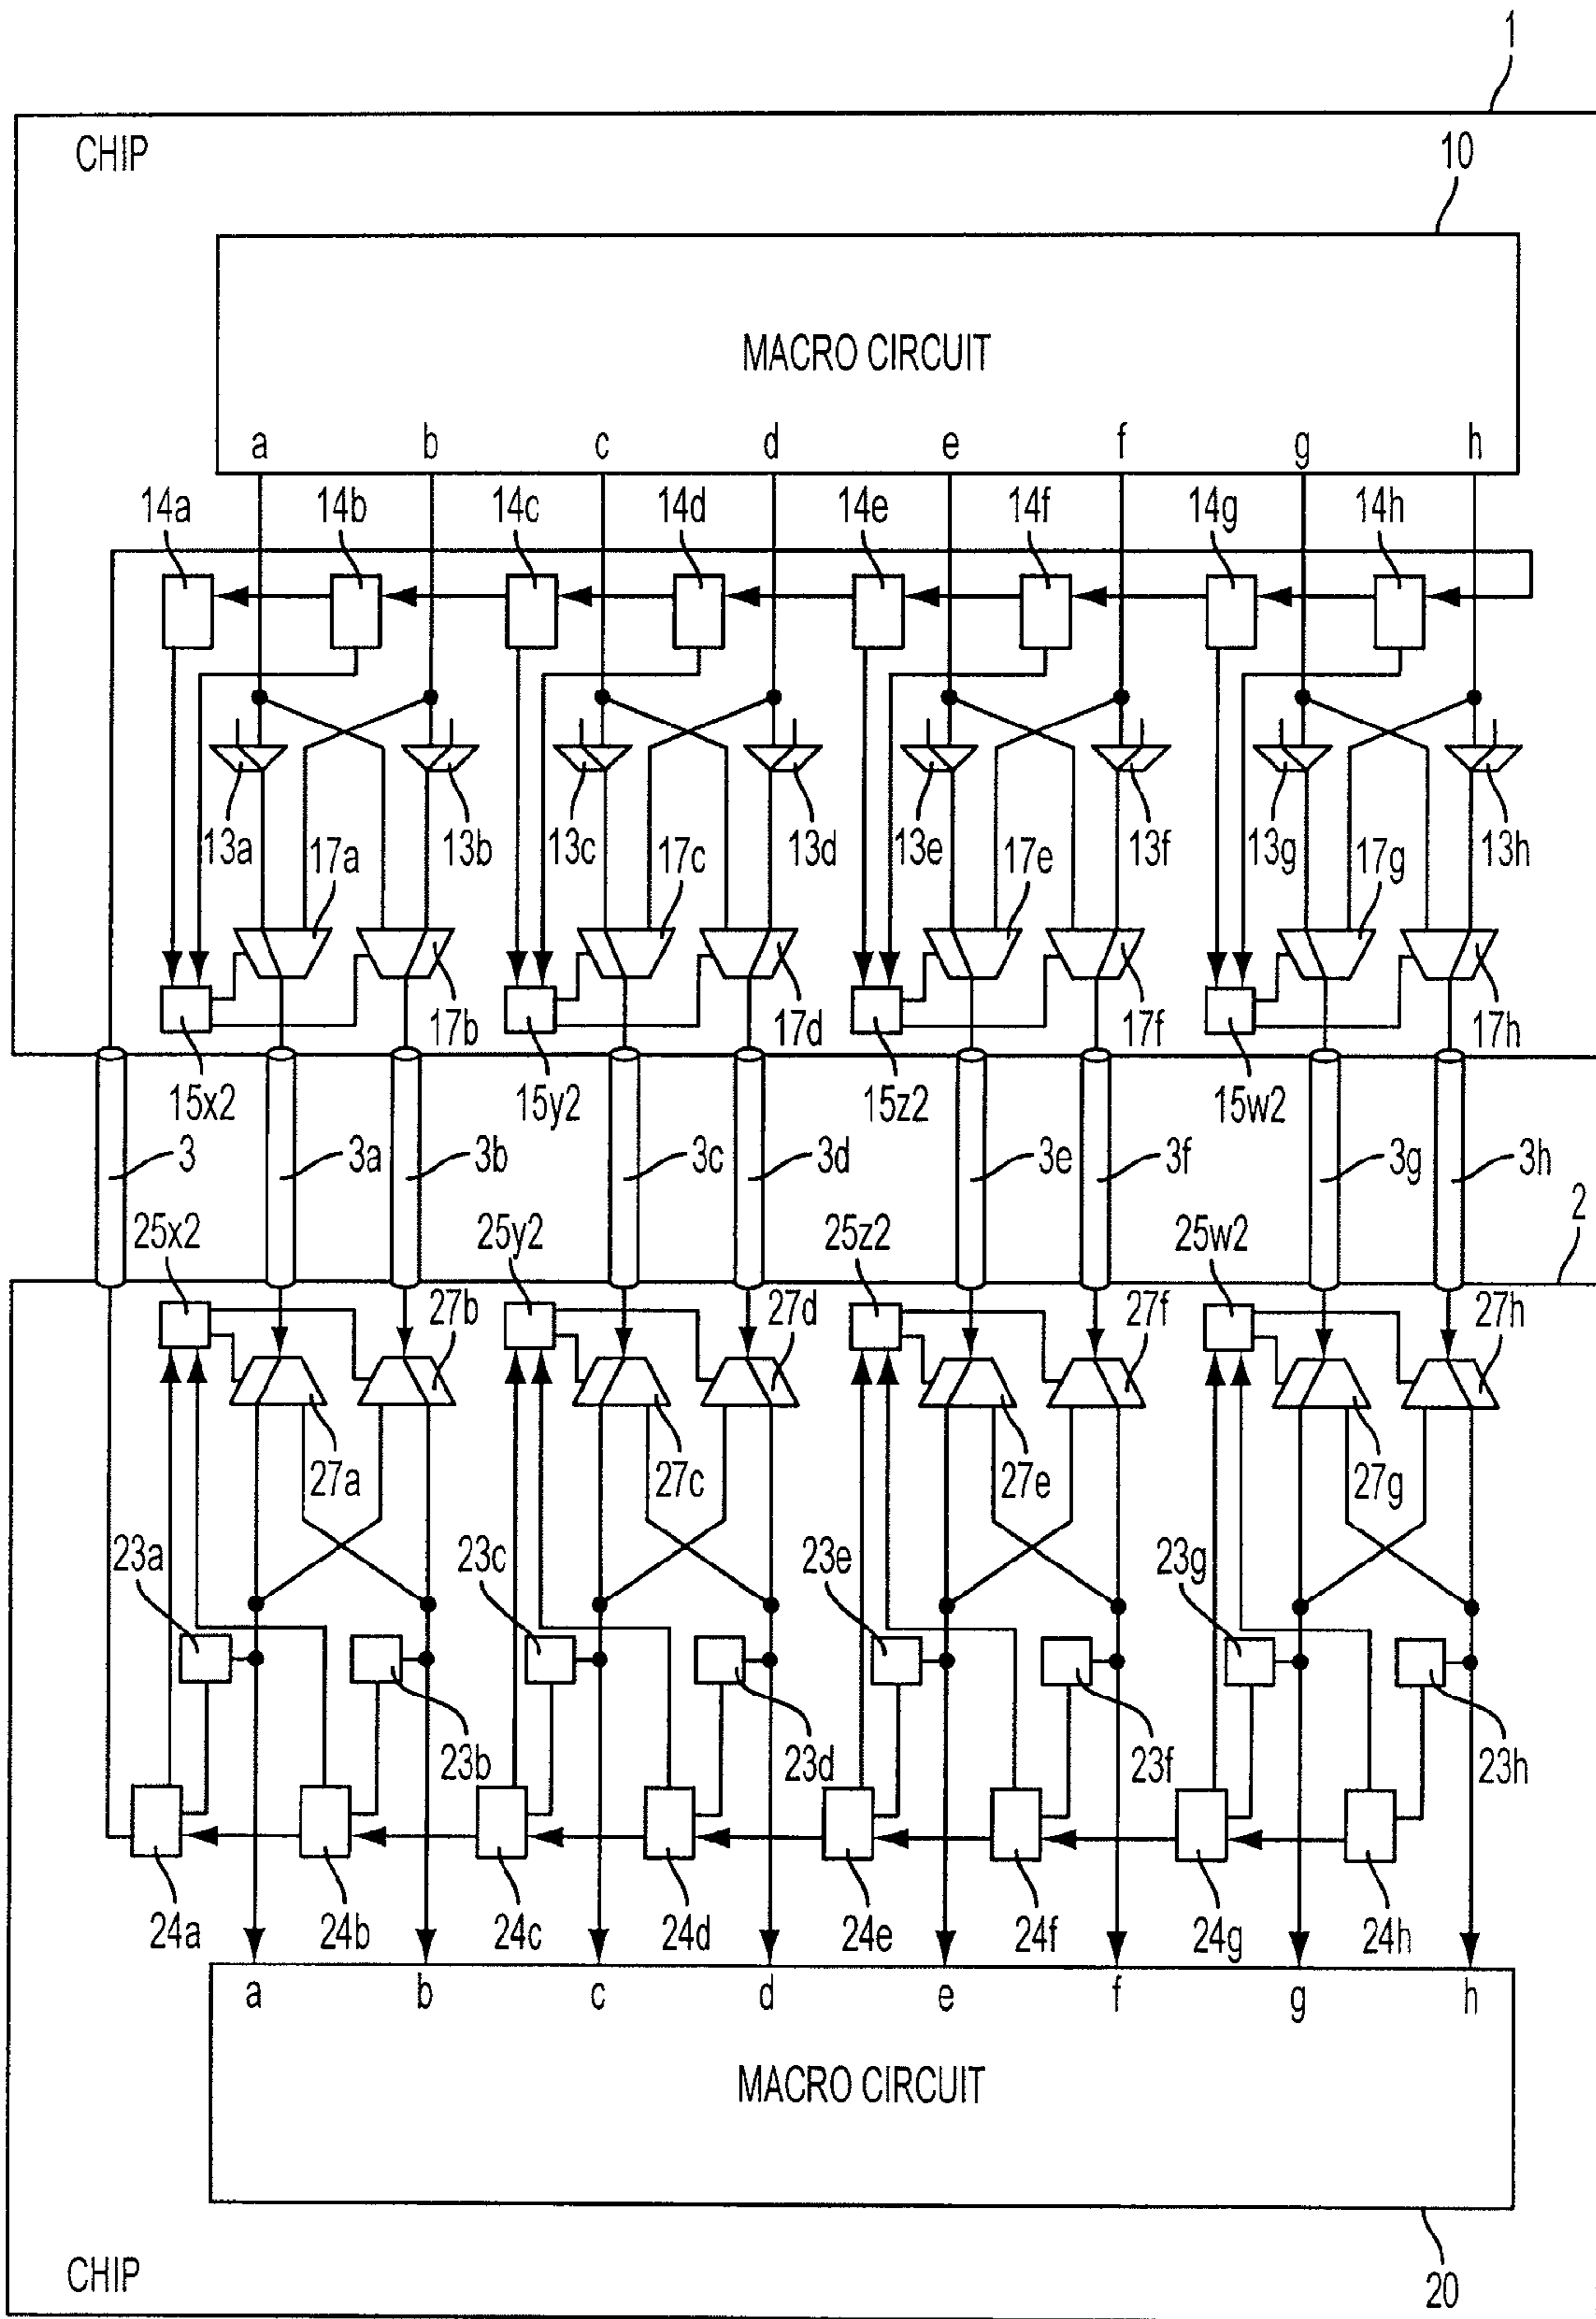 1
CHIP
10
MACRO CIRCUIT
a b c d e f g h
14a 14b 14c 14d 14e 14f 14g 14h
13a 17a 13b 13c 17c 13d 13e 17e 13f 13g 17g 13h
17b 17d 17f 17h
15x2 15y2 15z2 15w2
3 3a 3b 3c 3d 3e 3f 3g 3h
2
25x2 25y2 25z2 25w2
27b 27d 27f 27h
27a 27c 27e 27g
23a 23c 23e 23g
23b 23d 23f 23h
24a 24b 24c 24d 24e 24f 24g 24h
a b c d e f g h
MACRO CIRCUIT
CHIP
20